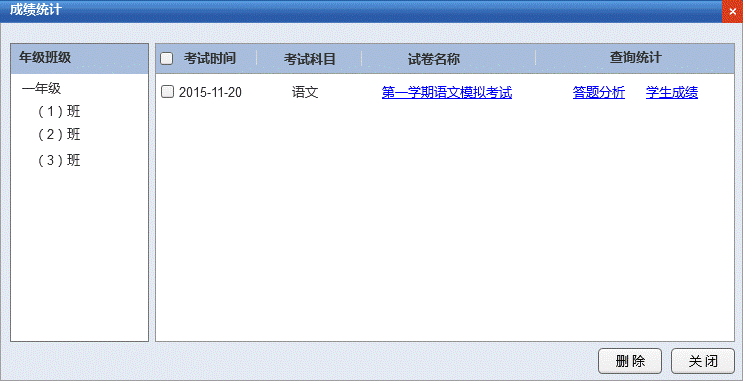 成绩统计
×
年级班级
一年级
（1）班
（2）班
（3）班
考试时间 考试科目 试卷名称 查询统计
2015-11-20 语文 第一学期语文模拟考试 答题分析 学生成绩
删 除 关 闭